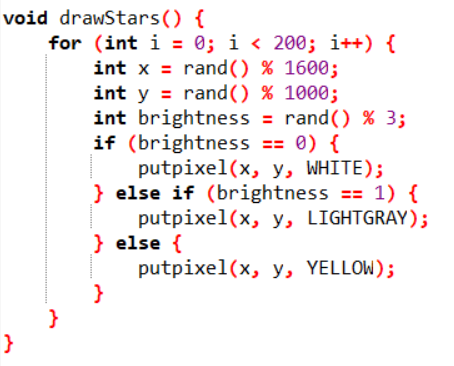 void drawStars() {
    for (int i = 0; i < 200; i++) {
        int x = rand() % 1600;
        int y = rand() % 1000;
        int brightness = rand() % 3;
        if (brightness == 0) {
            putpixel(x, y, WHITE);
        } else if (brightness == 1) {
            putpixel(x, y, LIGHTGRAY);
        } else {
            putpixel(x, y, YELLOW);
        }
    }
}